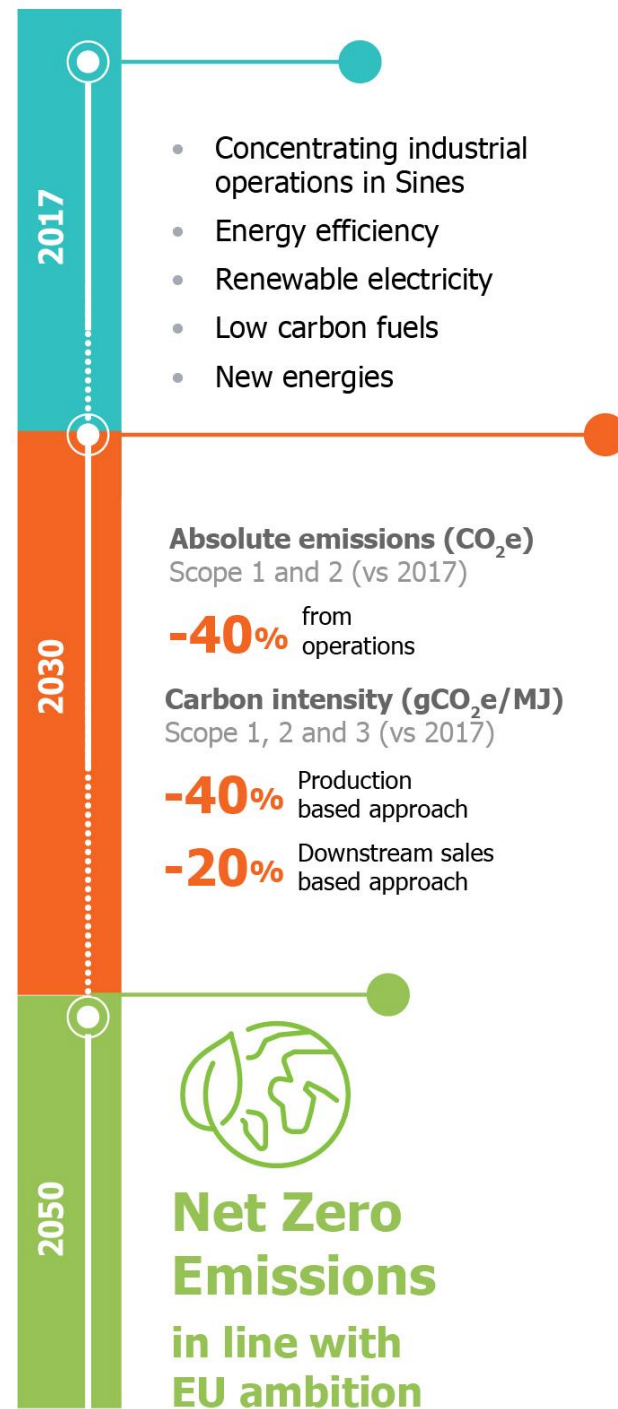 2017
Concentrating industrial
operations in Sines
Energy efficiency
Renewable electricity
Low carbon fuels
New energies
2030
Absolute emissions (CO₂e)
Scope 1 and 2 (vs 2017)
-40% from
operations
Carbon intensity (gCO₂e/MJ)
Scope 1, 2 and 3 (vs 2017)
-40% Production
based approach
-20% Downstream sales
based approach
2050
Net Zero
Emissions
in line with
EU ambition